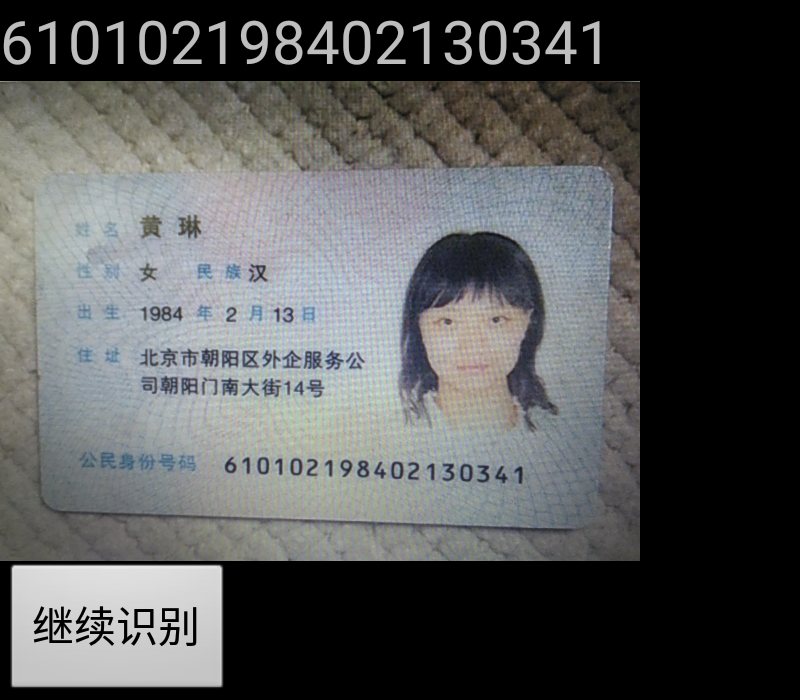 610102198402130341
姓名 黄琳
性别 女 民族 汉
出生 1984 年 2 月 13 日
住址 北京市朝阳区外企服务公
司朝阳门南大街14号
公民身份号码 610102198402130341
继续识别